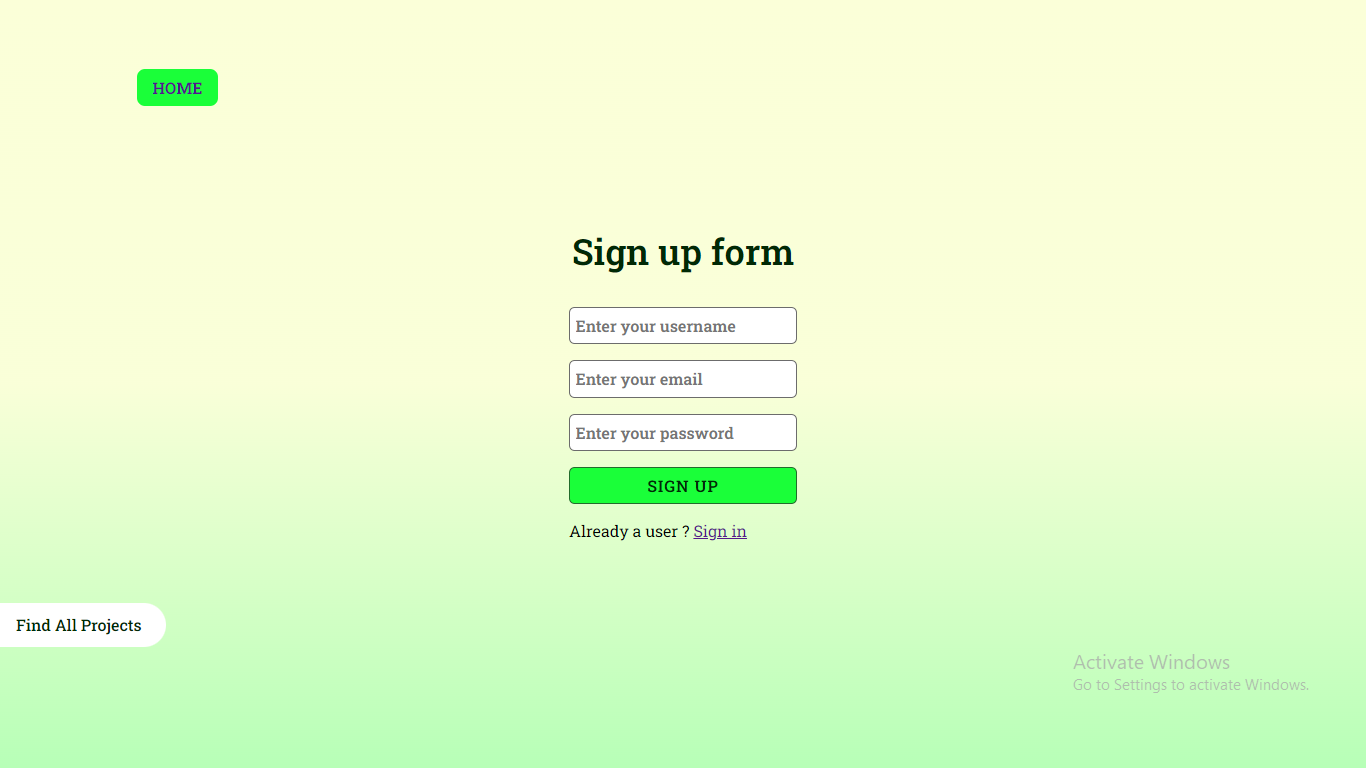 HOME
Sign up form
Enter your username
Enter your email
Enter your password
SIGN UP
Already a user ? Sign in
Find All Projects
Activate Windows
Go to Settings to activate Windows.